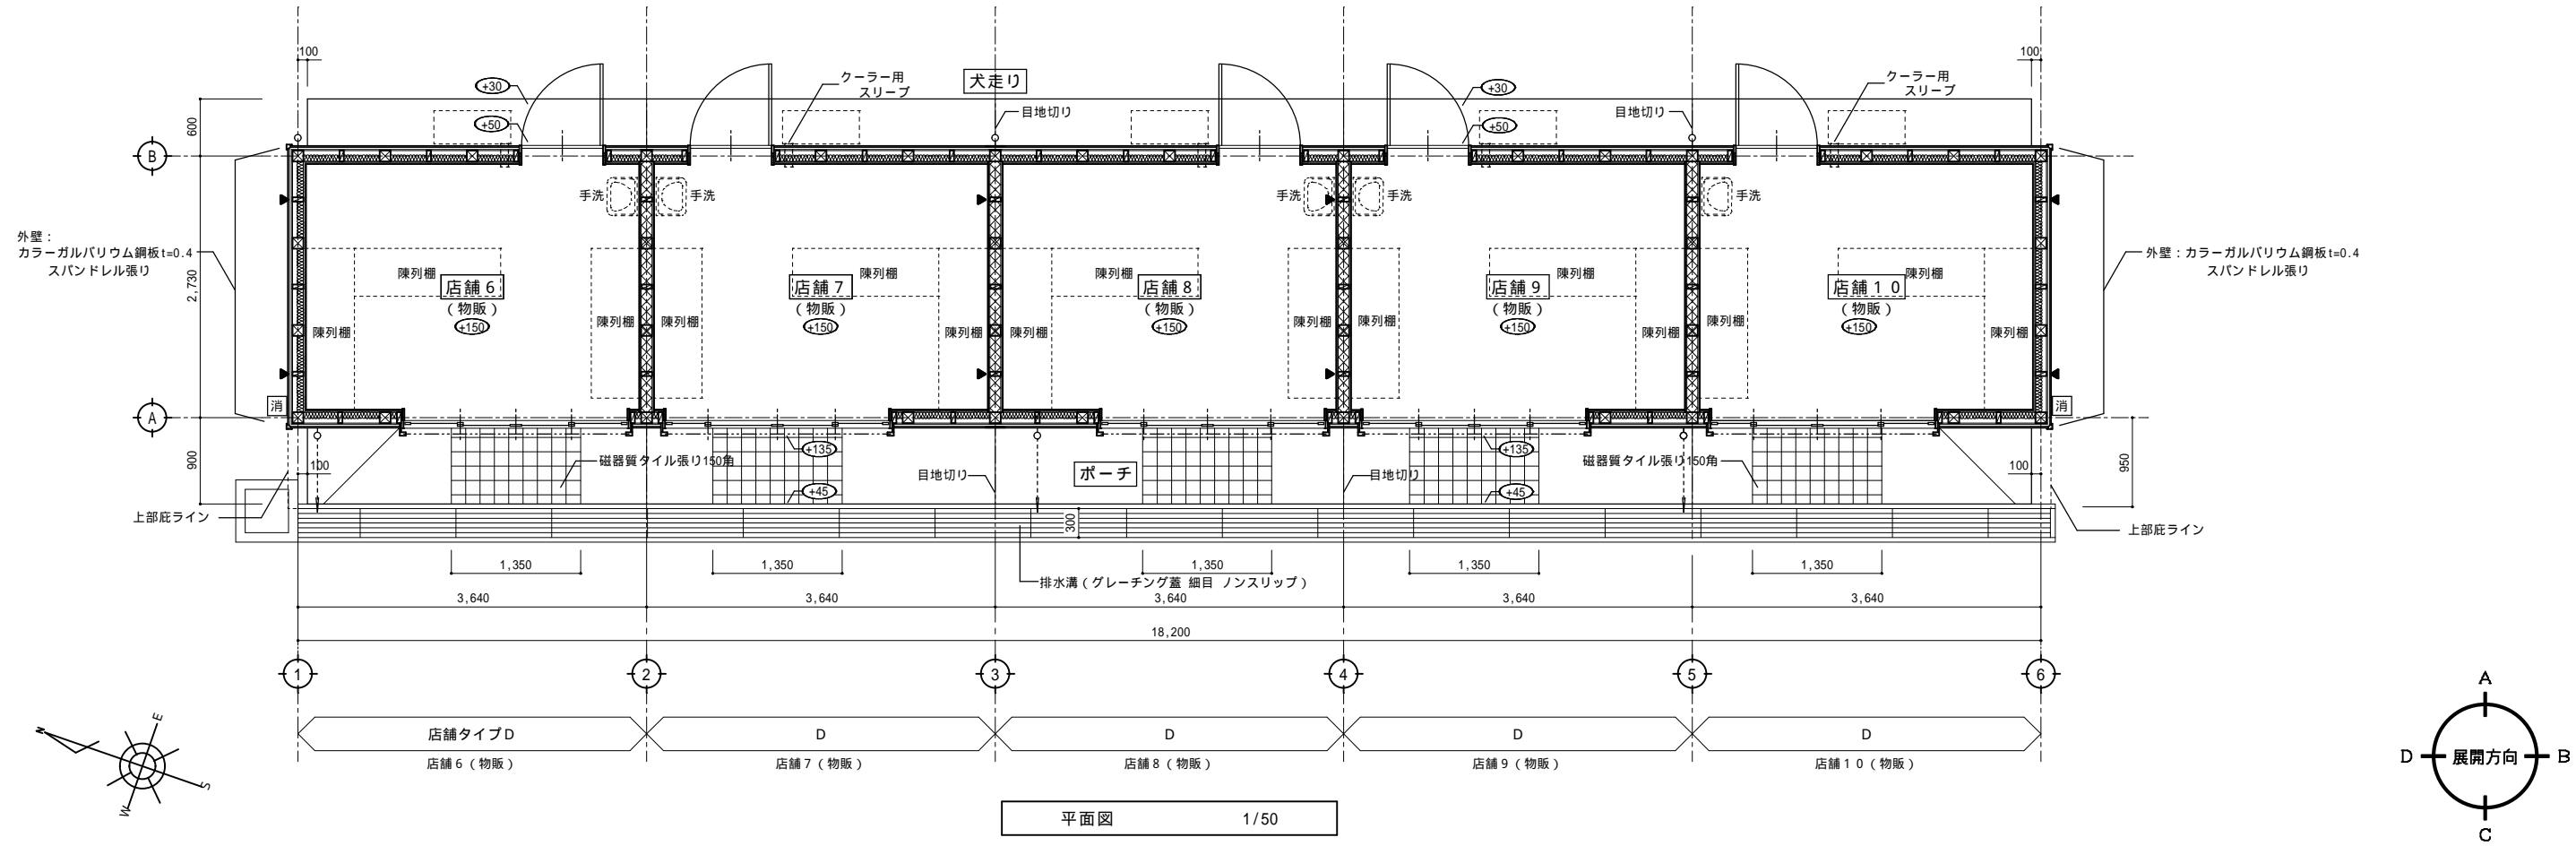 100
100
+30
クーラー用
スリーブ
犬走り
+30
クーラー用
スリーブ
目地切り
目地切り
600
+50
+50
B
手洗
手洗
手洗
手洗
手洗
外壁：
カラーガルバリウム鋼板t=0.4
スパンドレル張り
外壁：カラーガルバリウム鋼板t=0.4
スパンドレル張り
2,730
陳列棚
陳列棚
陳列棚
陳列棚
陳列棚
店舗６
（物販）
+150
店舗７
（物販）
+150
店舗８
（物販）
+150
店舗９
（物販）
+150
店舗１０
（物販）
+150
陳列棚
陳列棚
陳列棚
陳列棚
陳列棚
陳列棚
陳列棚
陳列棚
陳列棚
陳列棚
消
消
A
900
100
磁器質タイル張り150角
+135
目地切り
ポーチ
目地切り
+135
磁器質タイル張り150角
100
950
+45
+45
上部庇ライン
上部庇ライン
300
1,350
1,350
1,350
1,350
1,350
排水溝（グレーチング蓋 細目 ノンスリップ）
3,640
3,640
3,640
3,640
3,640
18,200
1
2
3
4
5
6
店舗タイプD
D
D
D
D
店舗６（物販）
店舗７（物販）
店舗８（物販）
店舗９（物販）
店舗１０（物販）
N
E
S
W
A
D
展開方向
B
C
平面図 1/50